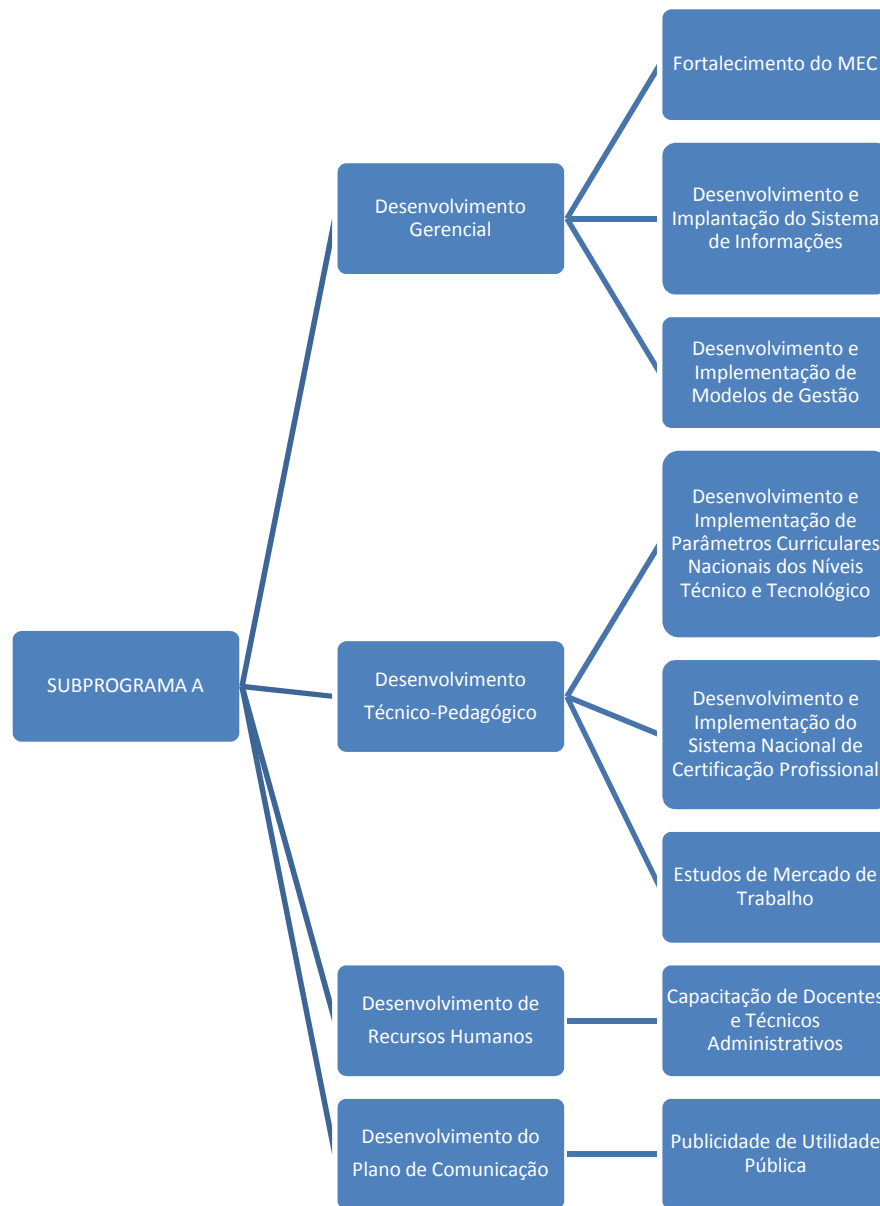 SUBPROGRAMA A
Desenvolvimento
Gerencial
Fortalecimento do MEC
Desenvolvimento e
Implantação do Sistema
de Informações
Desenvolvimento e
Implementação de
Modelos de Gestão
Desenvolvimento
Técnico-Pedagógico
Desenvolvimento e
Implementação de
Parâmetros Curriculares
Nacionais dos Níveis
Técnico e Tecnológico
Desenvolvimento e
Implementação do
Sistema Nacional de
Certificação Profissional
Estudos de Mercado de
Trabalho
Desenvolvimento de
Recursos Humanos
Capacitação de Docentes
e Técnicos
Administrativos
Desenvolvimento do
Plano de Comunicação
Publicidade de Utilidade
Pública